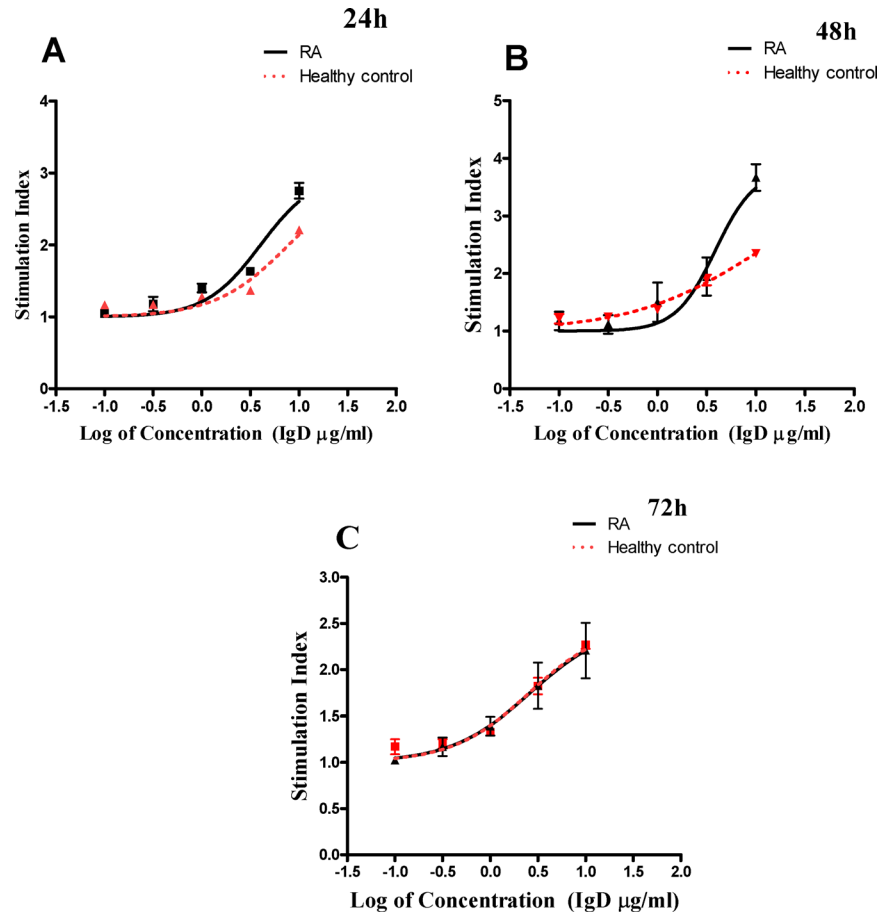 A
24h
RA
Healthy control
4
3
2
1
0
Stimulation Index
-1.5
-1.0
-0.5
0.0
0.5
1.0
1.5
2.0
Log of Concentration (IgD μg/ml)
B
48h
RA
Healthy control
5
4
3
2
1
0
Stimulation Index
-1.5
-1.0
-0.5
0.0
0.5
1.0
1.5
2.0
Log of Concentration (IgD μg/ml)
C
72h
RA
Healthy control
3.0
2.5
2.0
1.5
1.0
0.5
0.0
Stimulation Index
-1.5
-1.0
-0.5
0.0
0.5
1.0
1.5
2.0
Log of Concentration (IgD μg/ml)